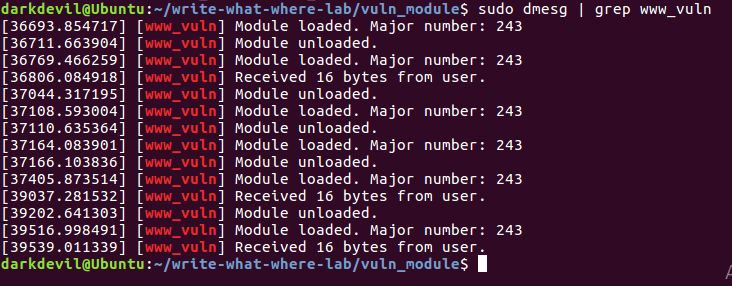 darkdevil@Ubuntu:~/write-what-where-lab/vuln_module$ sudo dmesg | grep www_vuln
[36693.854717] [www_vuln] Module loaded. Major number: 243
[36711.663904] [www_vuln] Module unloaded.
[36769.466259] [www_vuln] Module loaded. Major number: 243
[36806.084918] [www_vuln] Received 16 bytes from user.
[37044.317195] [www_vuln] Module unloaded.
[37108.593004] [www_vuln] Module loaded. Major number: 243
[37110.635364] [www_vuln] Module unloaded.
[37164.083901] [www_vuln] Module loaded. Major number: 243
[37166.103836] [www_vuln] Module unloaded.
[37405.873514] [www_vuln] Module loaded. Major number: 243
[39037.281532] [www_vuln] Received 16 bytes from user.
[39202.641303] [www_vuln] Module unloaded.
[39516.998491] [www_vuln] Module loaded. Major number: 243
[39539.011339] [www_vuln] Received 16 bytes from user.
darkdevil@Ubuntu:~/write-what-where-lab/vuln_module$